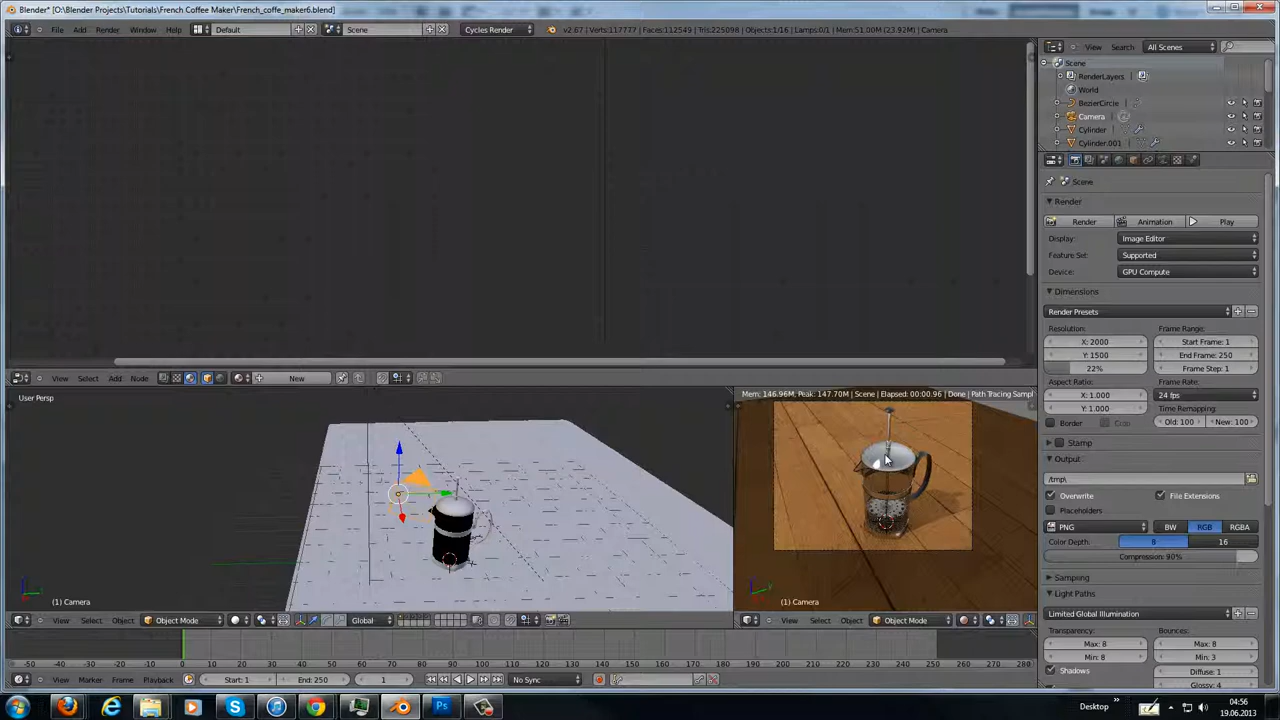 Blender* [O:\Blender Projects\Tutorials\French Coffee Maker\French_coffe_maker6.blend]
File Add Render Window Help Default Scene Cycles Render v2.67 | Verts:117777 | Faces:112549 | Tris:225098 | Objects:1/16 | Lamps:0/1 | Mem:51.00M (23.92M) | Camera
View Search All Scenes
Scene
RenderLayers
World
BezierCircle
Camera
Cylinder
Cylinder.001
Scene
Render
Render Animation Play
Display: Image Editor
Feature Set: Supported
Device: GPU Compute
Dimensions
Render Presets
Resolution: Frame Range:
X: 2000 Start Frame: 1
Y: 1500 End Frame: 250
22% Frame Step: 1
Aspect Ratio: Frame Rate:
X: 1.000 24 fps
Y: 1.000 Time Remapping
Border Old: 100 New: 100
Stamp
Output
/tmp\
Overwrite File Extensions
Placeholders
PNG BW RGB RGBA
Color Depth: 8 16
Compression: 90%
Sampling
Light Paths
Limited Global Illumination
Transparency: Bounces:
Max: 8 Max: 8
Min: 8 Min: 3
Shadows Diffuse: 1
Glossy: 4
View Select Add Node New
User Persp
Mem: 146.96M, Peak: 147.70M | Scene | Elapsed: 00:00.96 | Done | Path Tracing Sampl
(1) Camera
(1) Camera
View Select Object Object Mode Global
View Select Object Object Mode
-50 -40 -30 -20 -10 0 10 20 30 40 50 60 70 80 90 100 110 120 130 140 150 160 170 180 190 200 210 220 230 240 250 260 270 280
View Marker Frame Playback Start: 1 End: 250 1 No Sync
Desktop 04:56
19.06.2013